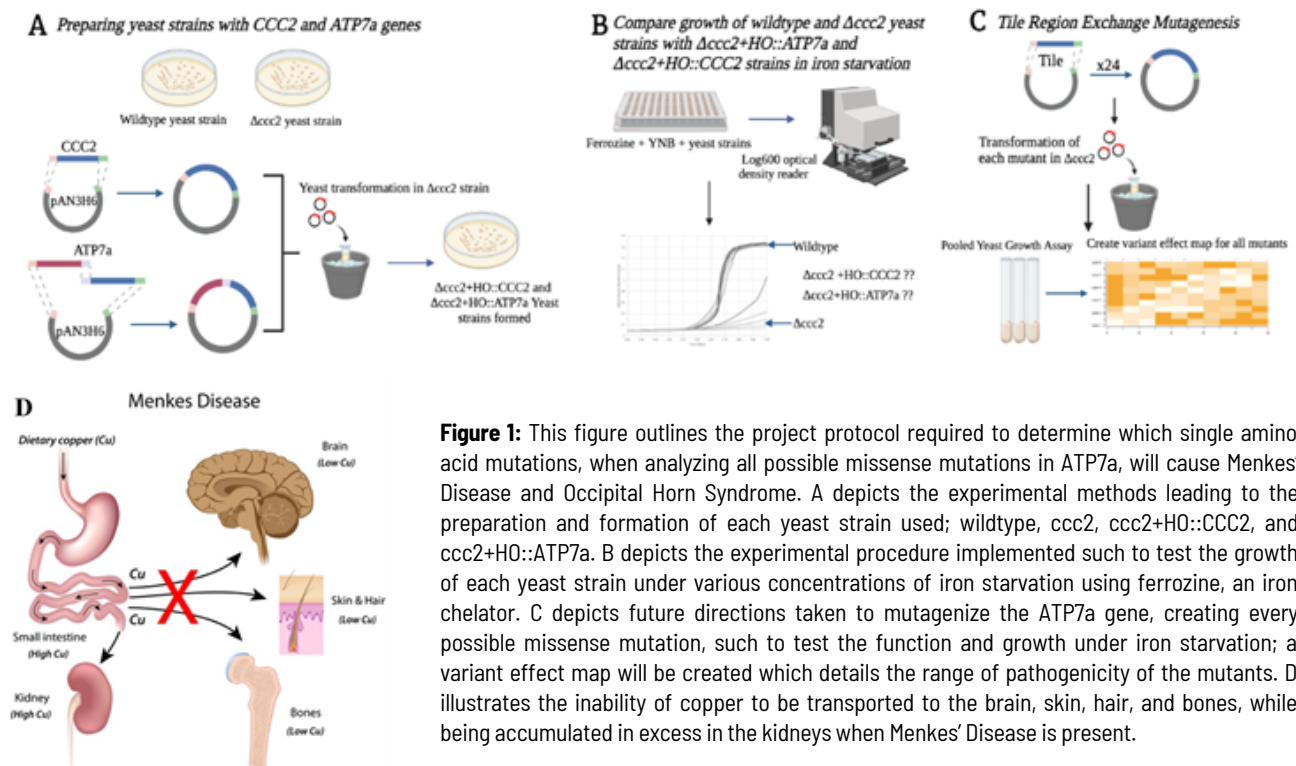 A Preparing yeast strains with CCC2 and ATP7a genes
Wildtype yeast strain
Δccc2 yeast strain
CCC2
pAN3H6
ATP7a
pAN3H6
Yeast transformation in Δccc2 strain
Δccc2+HO::CCC2 and
Δccc2+HO::ATP7a Yeast
strains formed
B Compare growth of wildtype and Δccc2 yeast
strains with Δccc2+HO::ATP7a and
Δccc2+HO::CCC2 strains in iron starvation
Ferrozine + YNB + yeast strains
Log600 optical
density reader
Wildtype
Δccc2 +HO::CCC2 ??
Δccc2+HO::ATP7a ??
Δccc2
C Tile Region Exchange Mutagenesis
Tile
x24
Transformation of
each mutant in Δccc2
Pooled Yeast Growth Assay
Create variant effect map for all mutants
D Menkes Disease
Dietary copper (Cu)
Cu
Cu
Small intestine
(High Cu)
Kidney
(High Cu)
Brain
(Low Cu)
Skin & Hair
(Low Cu)
Bones
(Low Cu)
Figure 1: This figure outlines the project protocol required to determine which single amino
acid mutations, when analyzing all possible missense mutations in ATP7a, will cause Menkes'
Disease and Occipital Horn Syndrome. A depicts the experimental methods leading to the
preparation and formation of each yeast strain used; wildtype, ccc2, ccc2+HO::CCC2, and
ccc2+HO::ATP7a. B depicts the experimental procedure implemented such to test the growth
of each yeast strain under various concentrations of iron starvation using ferrozine, an iron
chelator. C depicts future directions taken to mutagenize the ATP7a gene, creating every
possible missense mutation, such to test the function and growth under iron starvation; a
variant effect map will be created which details the range of pathogenicity of the mutants. D
illustrates the inability of copper to be transported to the brain, skin, hair, and bones, while
being accumulated in excess in the kidneys when Menkes' Disease is present.